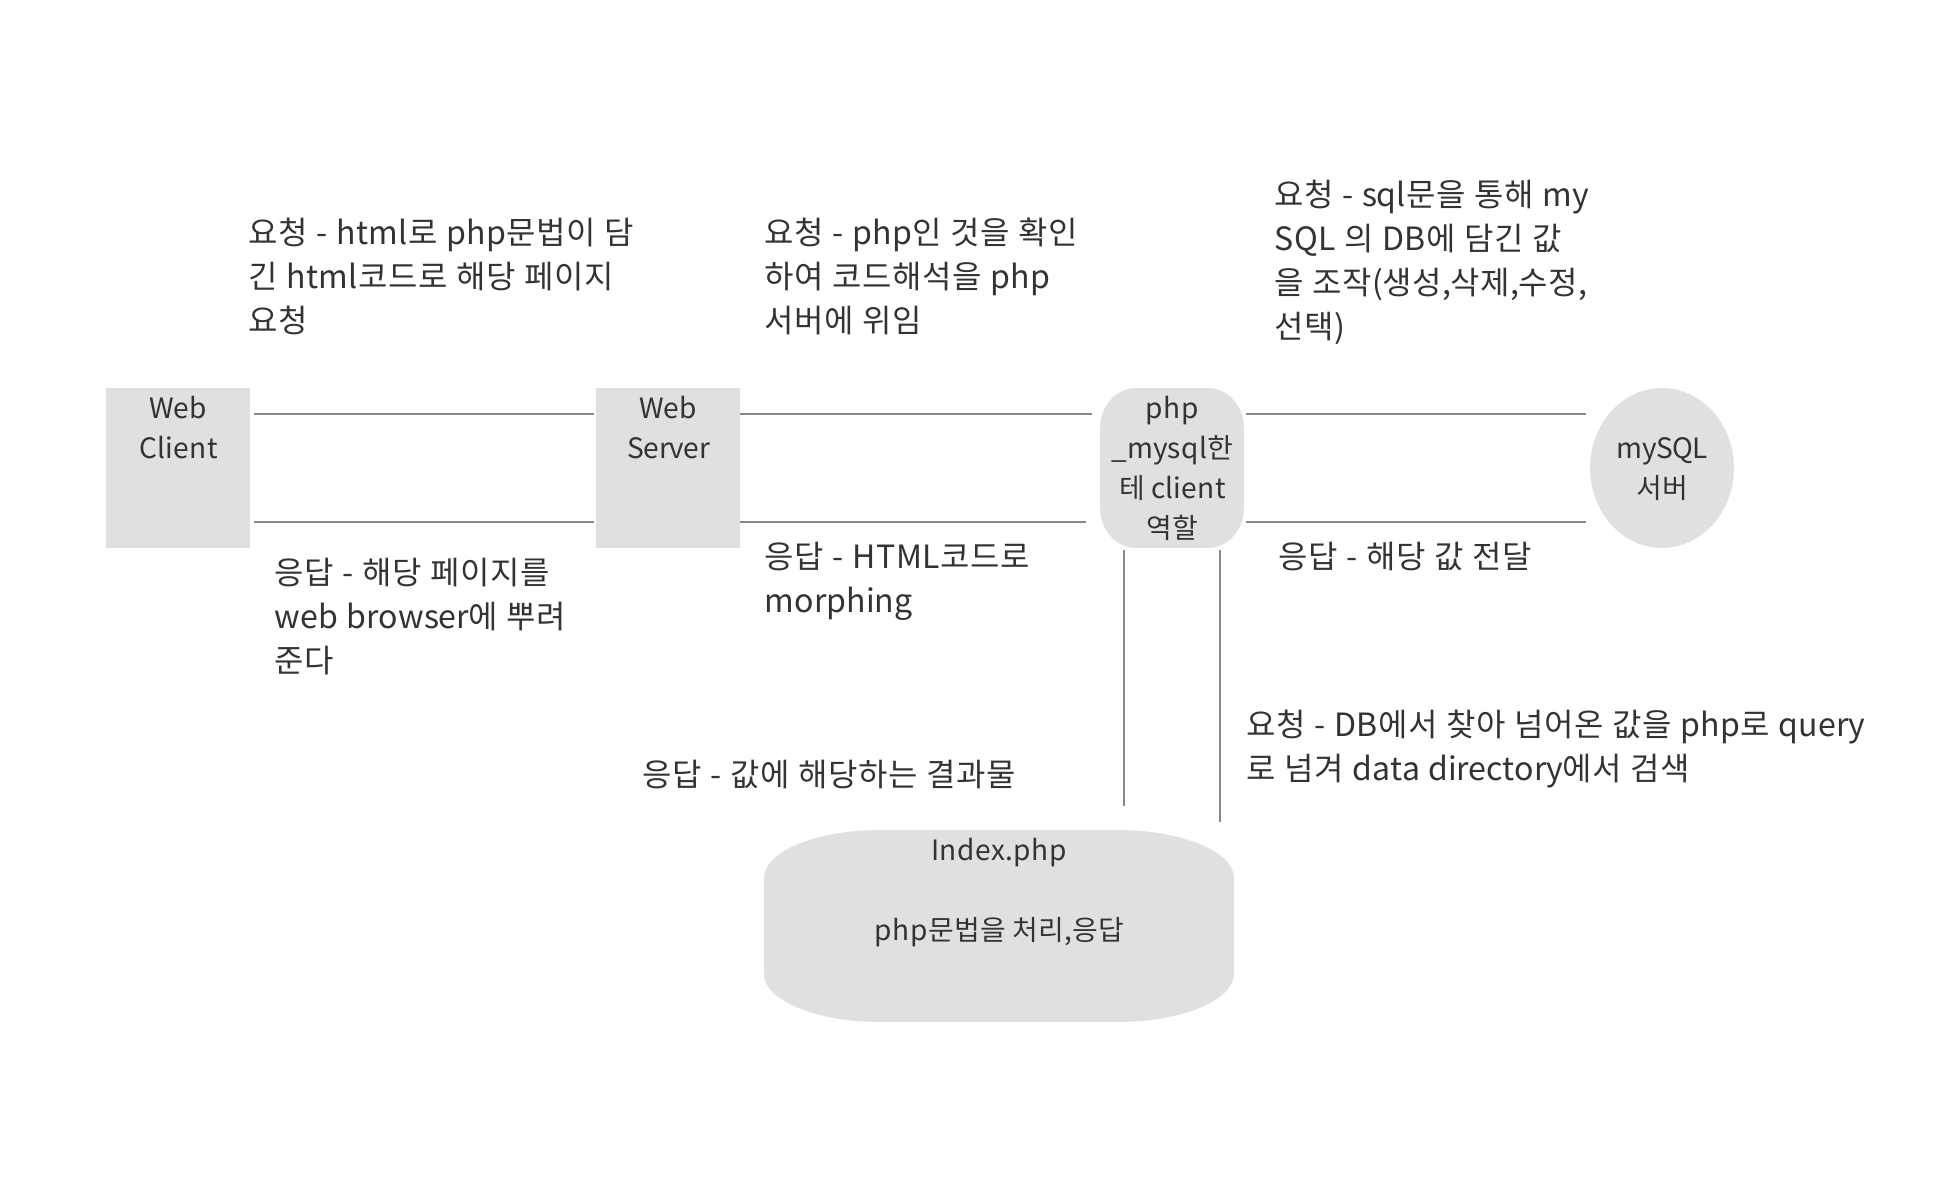 요청 - html로 php문법이 담
긴 html코드로 해당 페이지
요청
요청 - php인 것을 확인
하여 코드해석을 php
서버에 위임
요청 - sql문을 통해 my
SQL 의 DB에 담긴 값
을 조작(생성,삭제,수정,
선택)
Web
Client
Web
Server
php
_mysql한
테 client
역할
mySQL
서버
응답 - 해당 페이지를
web browser에 뿌려
준다
응답 - HTML코드로
morphing
응답 - 해당 값 전달
응답 - 값에 해당하는 결과물
요청 - DB에서 찾아 넘어온 값을 php로 query
로 넘겨 data directory에서 검색
Index.php
php문법을 처리,응답